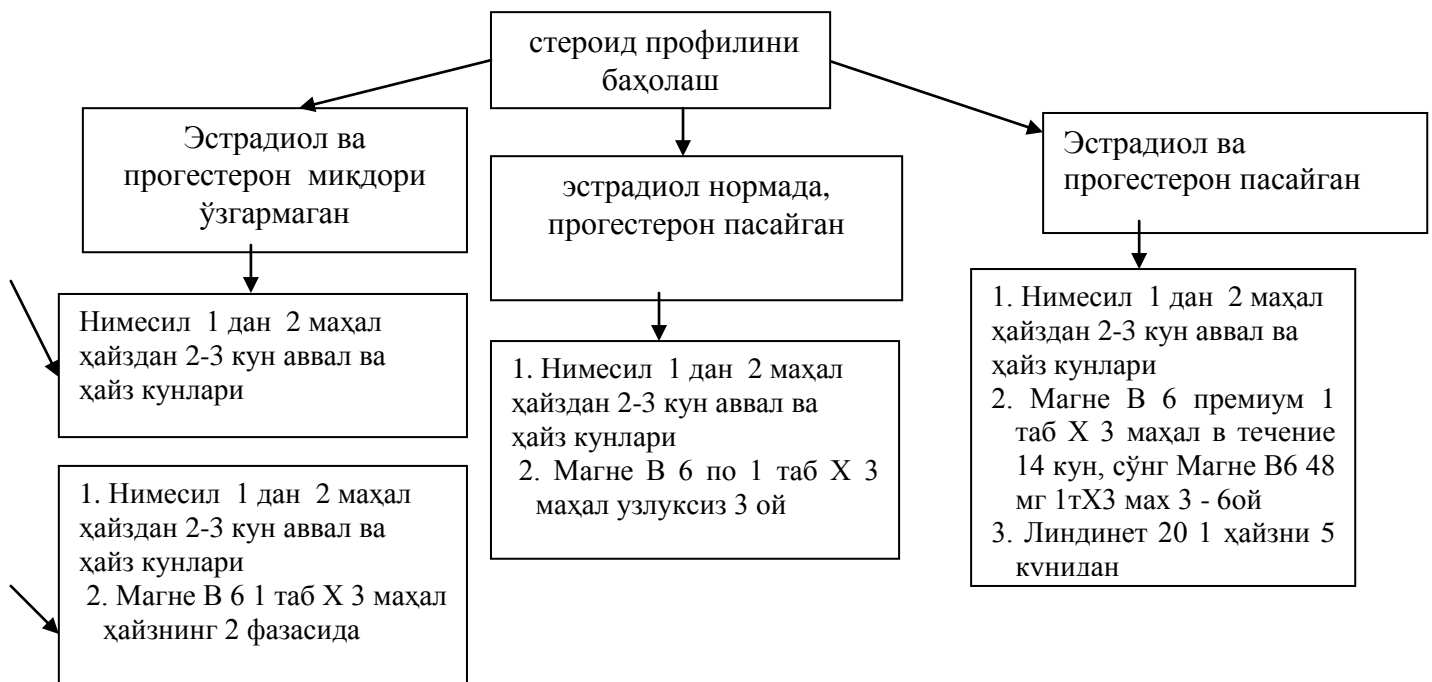 стероид профилини
баҳолаш
Эстрадиол ва
прогестерон миқдори
ўзгармаган
эстрадиол нормада,
прогестерон пасайган
Эстрадиол ва
прогестерон пасайган
Нимесил 1 дан 2 маҳал
ҳайздан 2-3 кун аввал ва
ҳайз кунлари
1. Нимесил 1 дан 2 маҳал
ҳайздан 2-3 кун аввал ва
ҳайз кунлари
2. Магне В 6 1 таб Х 3 маҳал
ҳайзнинг 2 фазасида
1. Нимесил 1 дан 2 маҳал
ҳайздан 2-3 кун аввал ва
ҳайз кунлари
2. Магне В 6 по 1 таб Х 3
маҳал узлуксиз 3 ой
1. Нимесил 1 дан 2 маҳал
ҳайздан 2-3 кун аввал ва
ҳайз кунлари
2. Магне В 6 премиум 1
таб Х 3 маҳал в течение
14 кун, сўнг Магне В6 48
мг 1тХ3 мах 3 - 6ой
3. Линдинет 20 1 ҳайзни 5
кунидан